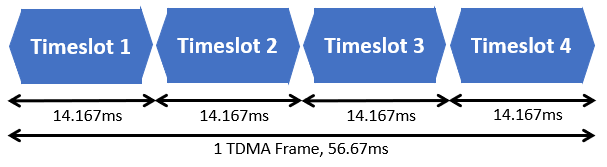 Timeslot 1 Timeslot 2 Timeslot 3 Timeslot 4
14.167ms 14.167ms 14.167ms 14.167ms
1 TDMA Frame, 56.67ms